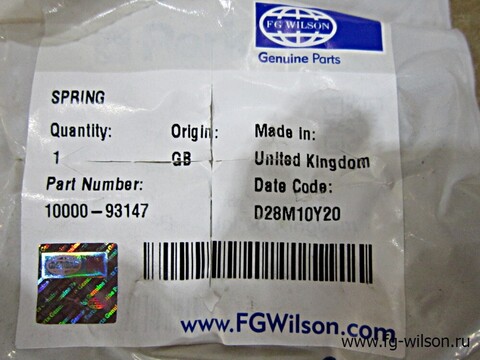 FG WILSON
Genuine Parts
SPRING
Quantity: Origin: Made in:
1 GB United Kingdom
Part Number: Date Code:
10000-93147 D28M10Y20
www.FGWilson.com
www.fg-wilson.ru